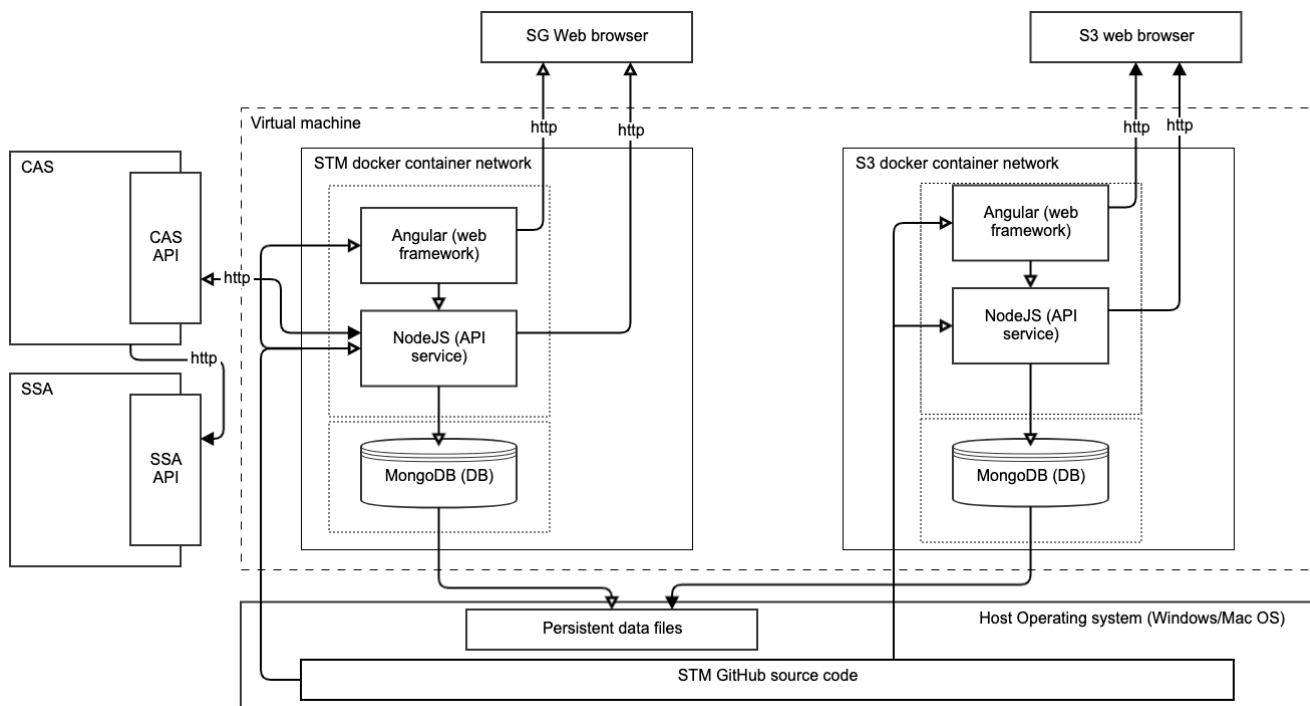 SG Web browser
S3 web browser
Virtual machine
http
http
http
http
CAS
STM docker container network
S3 docker container network
CAS
API
Angular (web
framework)
Angular (web
framework)
http
NodeJS (API
service)
NodeJS (API
service)
http
SSA
SSA
API
MongoDB (DB)
MongoDB (DB)
Host Operating system (Windows/Mac OS)
Persistent data files
STM GitHub source code